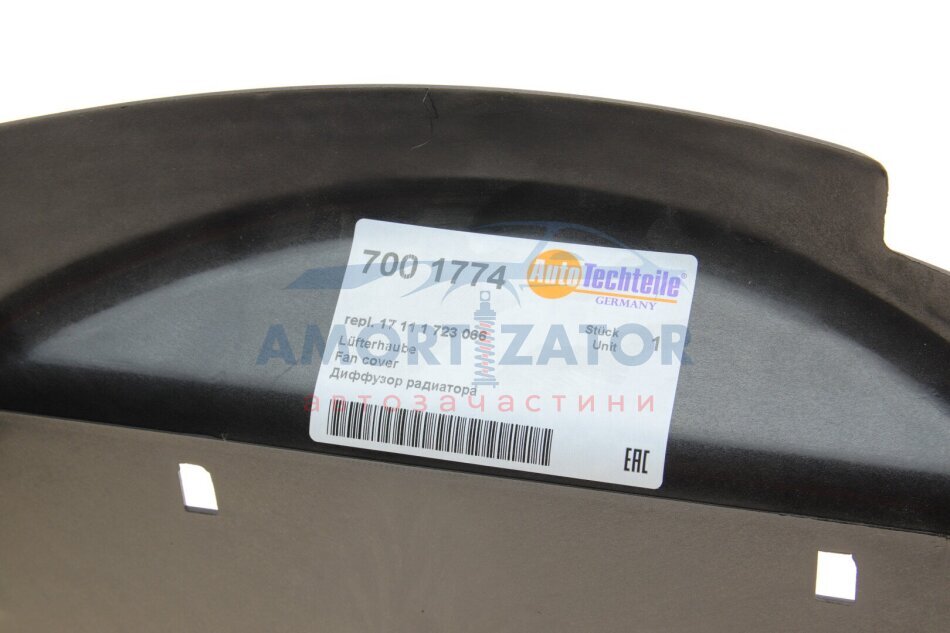 700 1774
AutoTechteile®
GERMANY
repl. 17 11 1 723 066
Lüfterhaube
Fan cover
Диффузор радиатора
Stück
Unit
1
EAC
AMORTIZATOR
автозапчастини